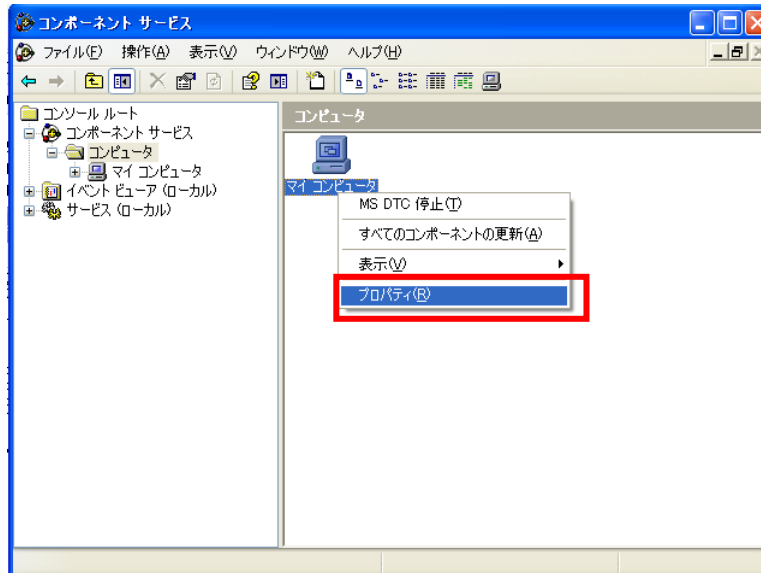 コンポーネント サービス
ファイル(F) 操作(A) 表示(V) ウィンドウ(W) ヘルプ(H)
コンソール ルート
コンポーネント サービス
コンピュータ
マイ コンピュータ
イベント ビューア (ローカル)
サービス (ローカル)
コンピュータ
マイ コンピュータ
MS DTC 停止(T)
すべてのコンポーネントの更新(A)
表示(V)
プロパティ(R)